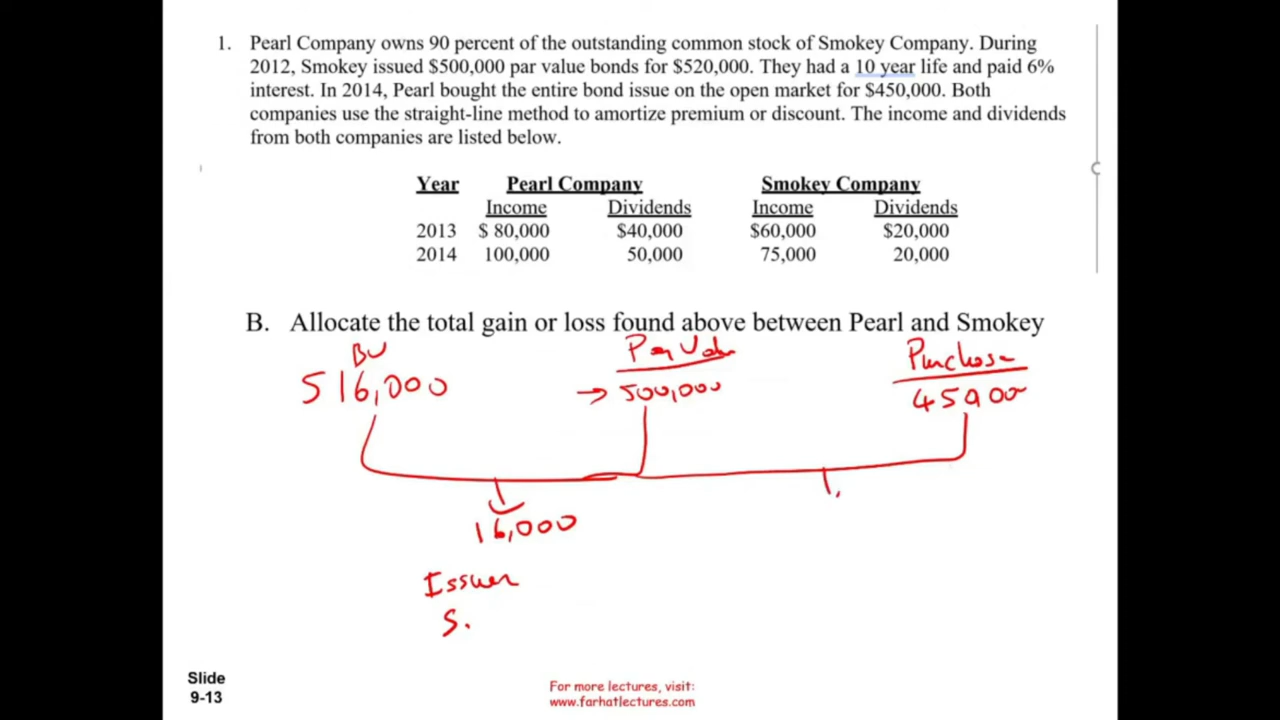 1. Pearl Company owns 90 percent of the outstanding common stock of Smokey Company. During
2012, Smokey issued $500,000 par value bonds for $520,000. They had a 10 year life and paid 6%
interest. In 2014, Pearl bought the entire bond issue on the open market for $450,000. Both
companies use the straight-line method to amortize premium or discount. The income and dividends
from both companies are listed below.
Year Pearl Company Smokey Company
Income Dividends Income Dividends
2013 $ 80,000 $40,000 $60,000 $20,000
2014 100,000 50,000 75,000 20,000
B. Allocate the total gain or loss found above between Pearl and Smokey
BV Par Value Purchase
516,000 → 500,000
16,000
Issuer
S.
Slide
9-13
For more lectures, visit:
www.farhatlectures.com